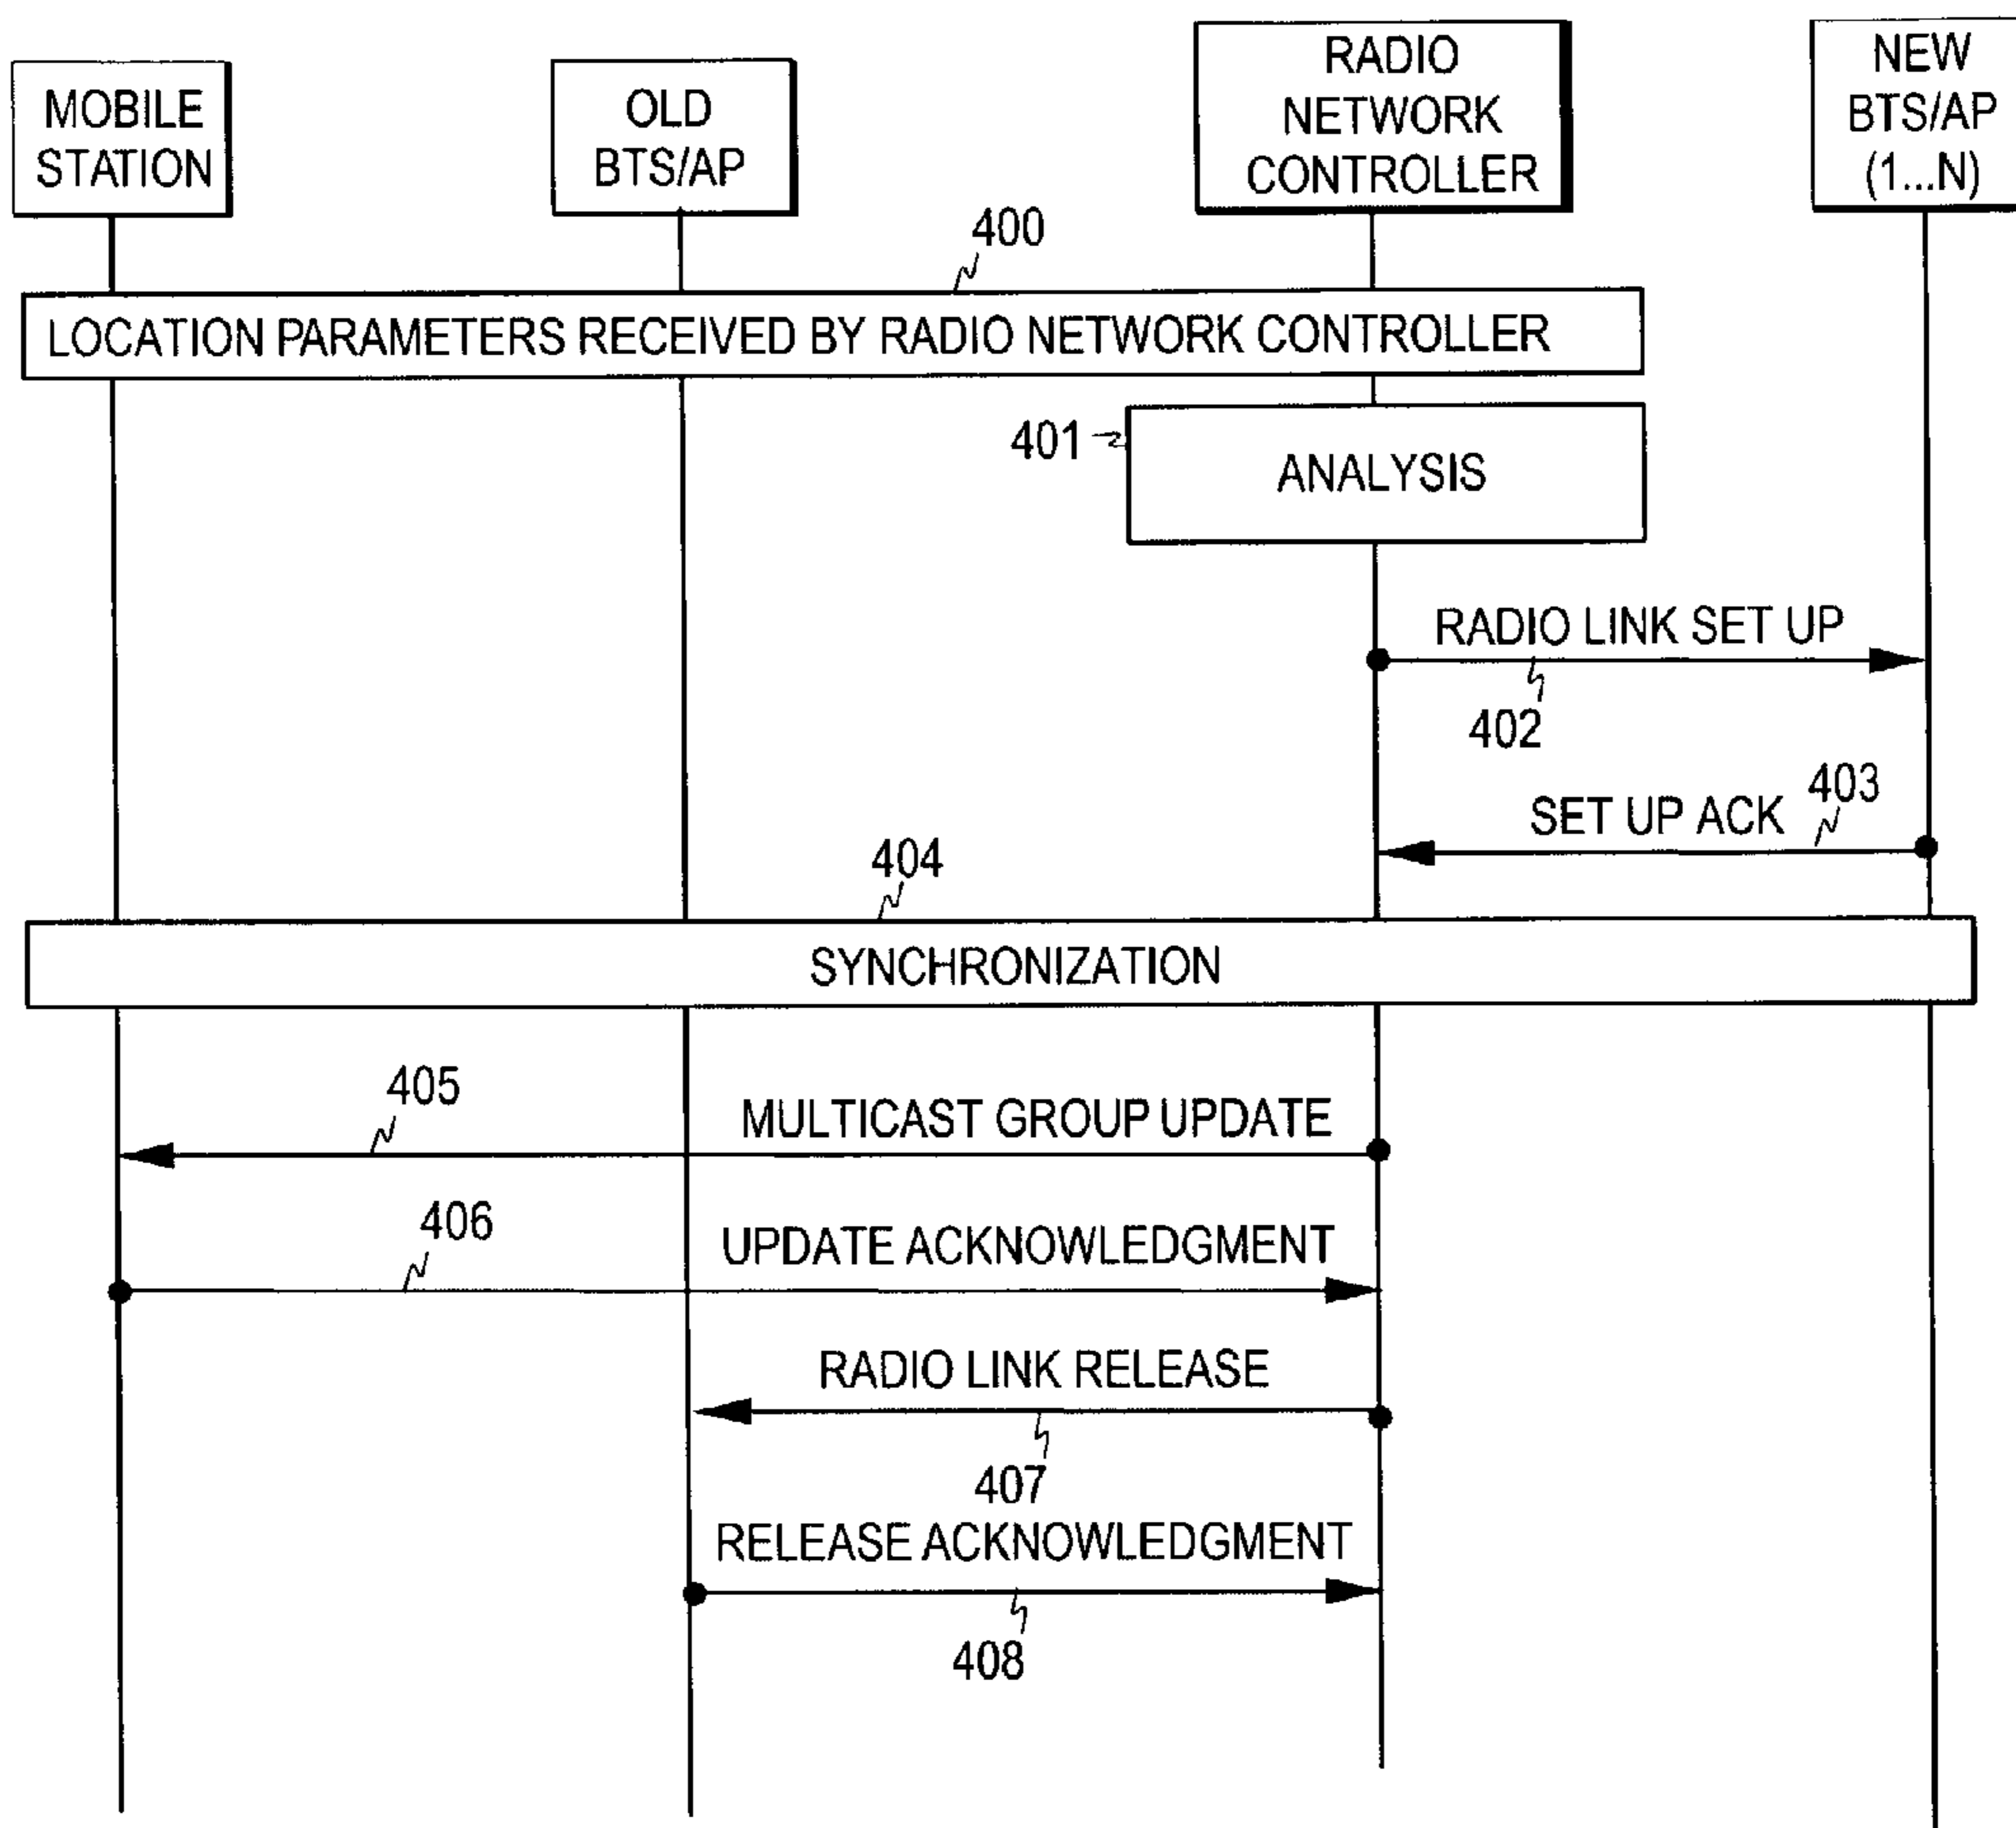 MOBILE
STATION
OLD
BTS/AP
RADIO
NETWORK
CONTROLLER
NEW
BTS/AP
(1...N)
400
LOCATION PARAMETERS RECEIVED BY RADIO NETWORK CONTROLLER
401
ANALYSIS
RADIO LINK SET UP
402
SET UP ACK
403
404
SYNCHRONIZATION
405
MULTICAST GROUP UPDATE
406
UPDATE ACKNOWLEDGMENT
RADIO LINK RELEASE
407
RELEASE ACKNOWLEDGMENT
408